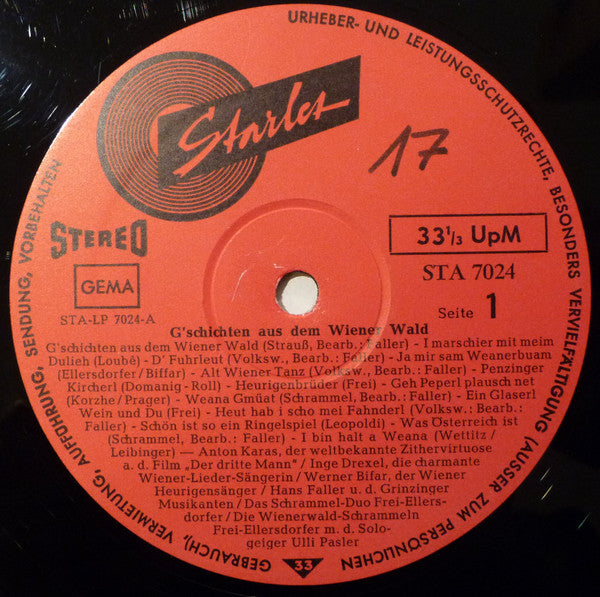 Starlet
17
STEREO
GEMA
STA-LP 7024-A
33 1/3 UpM
STA 7024
Seite 1
G'schichten aus dem Wiener Wald
G'schichten aus dem Wiener Wald (Strauß, Bearb.: Faller) - I marschier mit meim
Dulieh (Loubé) - D' Fuhrleut (Volksw., Bearb.: Faller) - Ja mir sam Weanerbuam
(Ellersdorfer/Biffar) - Alt Wiener Tanz (Volksw., Bearb.: Faller) - Penzinger
Kircherl (Domanig-Roll) - Heurigenbrüder (Frei) - Geh Peperl plausch net
(Korzhe/Prager) - Weana Gmüat (Schrammel, Bearb.: Faller) - Ein Glaserl
Wein und Du (Frei) - Heut hab i scho mei Fahnderl (Volksw.: Bearb.:
Faller) - Schön ist so ein Ringelspiel (Leopoldi) - Was Österreich ist
(Schrammel, Bearb.: Faller) - I bin halt a Weana (Wettitz/
Leibinger) — Anton Karas, der weltbekannte Zithervirtuose
a. d. Film „Der dritte Mann" / Inge Drexel, die charmante
Wiener-Lieder-Sängerin / Werner Bifar, der Wiener
Heurigensänger / Hans Faller u. d. Grinzinger
Musikanten / Das Schrammel-Duo Frei-Ellers-
dorfer / Die Wienerwald-Schrammeln
Frei-Ellersdorfer m. d. Solo-
geiger Ulli Pasler
33
URHEBER- UND LEISTUNGSSCHUTZRECHTE, BESONDERS VERVIELFÄLTIGUNG (AUSSER ZUM PERSÖNLICHEN GEBRAUCH), VERMIETUNG, AUFFÜHRUNG, SENDUNG, VORBEHALTEN